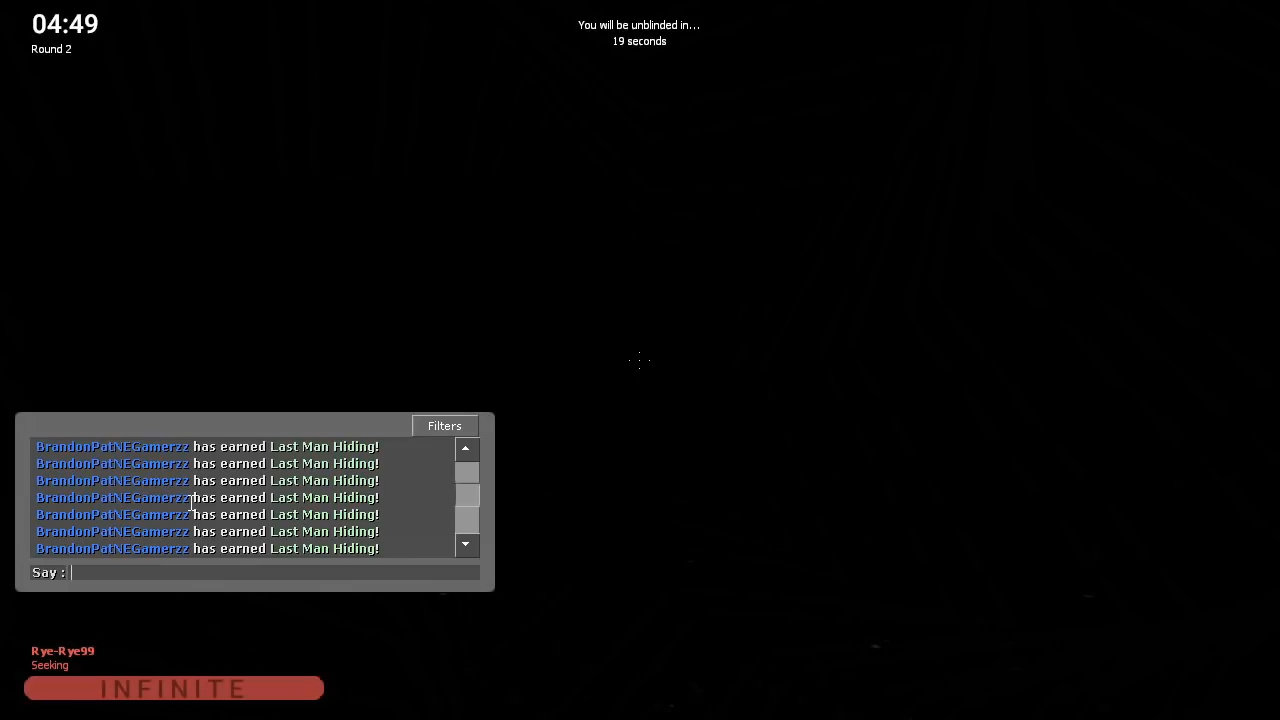 04:49
Round 2
You will be unblinded in...
19 seconds
Filters
BrandonPatNEGamerzz has earned Last Man Hiding!
BrandonPatNEGamerzz has earned Last Man Hiding!
BrandonPatNEGamerzz has earned Last Man Hiding!
BrandonPatNEGamerzz has earned Last Man Hiding!
BrandonPatNEGamerzz has earned Last Man Hiding!
BrandonPatNEGamerzz has earned Last Man Hiding!
BrandonPatNEGamerzz has earned Last Man Hiding!
Say :
Rye-Rye99
Seeking
INFINITE